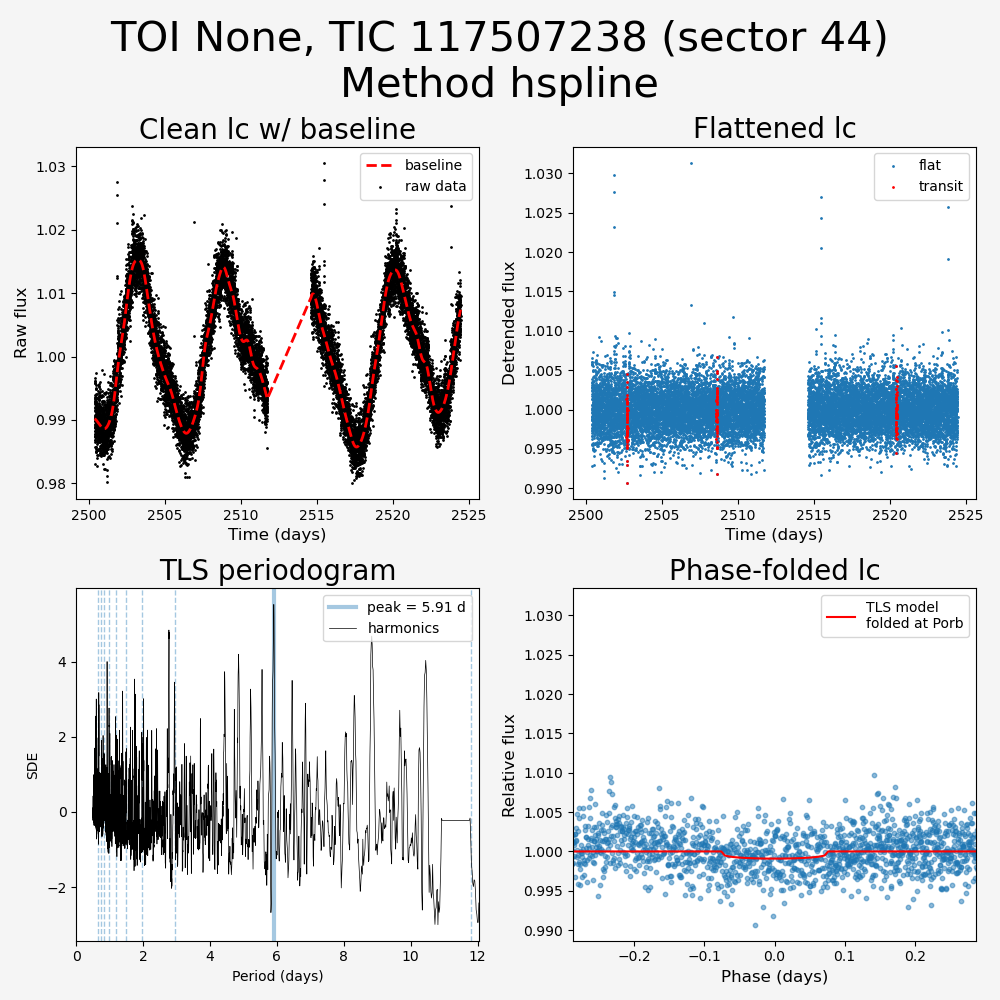 TOI None, TIC 117507238 (sector 44)
Method hspline
Clean lc w/ baseline
Flattened lc
1.03
1.02
1.01
1.00
0.99
0.98
Raw flux
baseline
raw data
2500
2505
2510
2515
2520
2525
Time (days)
1.030
1.025
1.020
1.015
1.010
1.005
1.000
0.995
0.990
Detrended flux
flat
transit
2500
2505
2510
2515
2520
2525
Time (days)
TLS periodogram
Phase-folded lc
4
2
0
−2
SDE
peak = 5.91 d
harmonics
0
2
4
6
8
10
12
Period (days)
1.030
1.025
1.020
1.015
1.010
1.005
1.000
0.995
0.990
Relative flux
TLS model
folded at Porb
−0.2
−0.1
0.0
0.1
0.2
Phase (days)